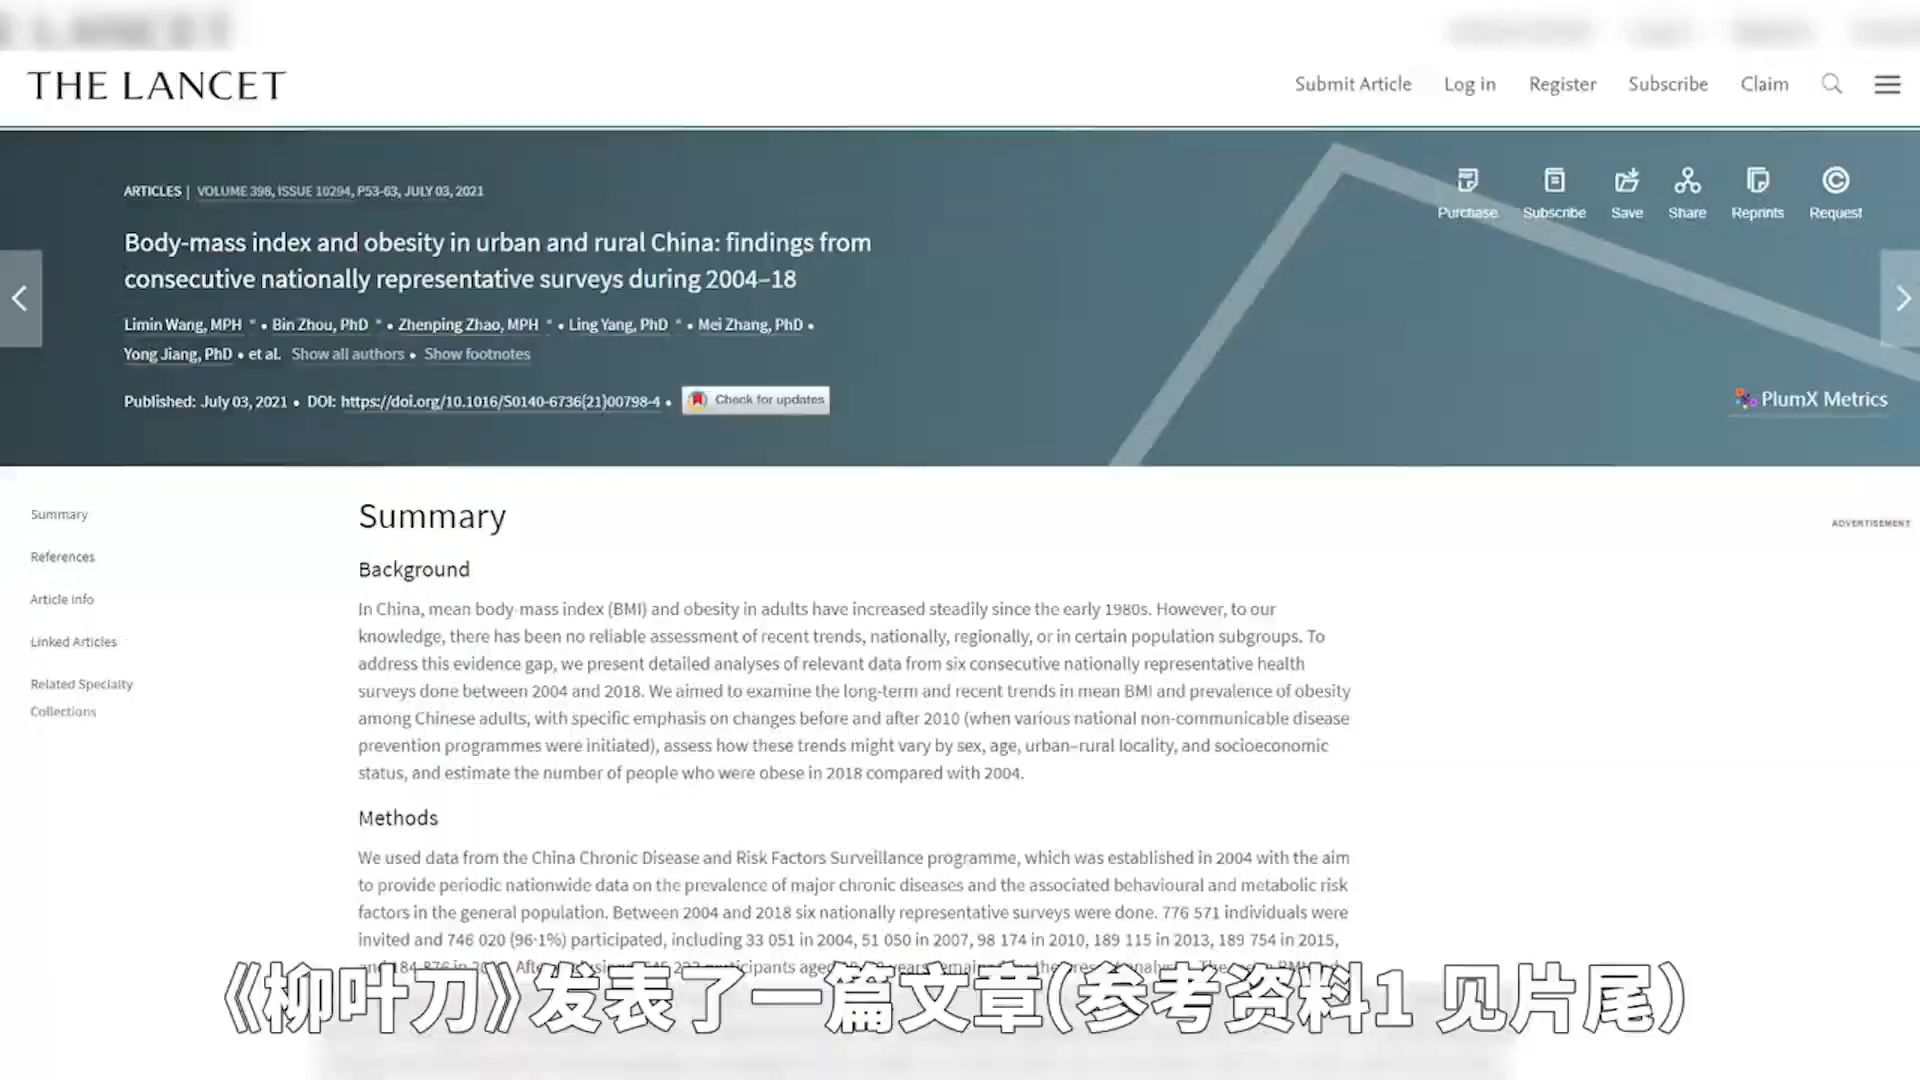 THE LANCET
Submit Article Log in Register Subscribe Claim
ARTICLES | VOLUME 398, ISSUE 10294, P53-63, JULY 03, 2021
Purchase Subscribe Save Share Reprints Request
Body-mass index and obesity in urban and rural China: findings from
consecutive nationally representative surveys during 2004–18
Limin Wang, MPH * • Bin Zhou, PhD * • Zhenping Zhao, MPH * • Ling Yang, PhD * • Mei Zhang, PhD •
Yong Jiang, PhD • et al. Show all authors • Show footnotes
Published: July 03, 2021 • DOI: https://doi.org/10.1016/S0140-6736(21)00798-4 • Check for updates
PlumX Metrics
Summary
References
Article Info
Linked Articles
Related Specialty
Collections
ADVERTISEMENT
Summary
Background
In China, mean body-mass index (BMI) and obesity in adults have increased steadily since the early 1980s. However, to our
knowledge, there has been no reliable assessment of recent trends, nationally, regionally, or in certain population subgroups. To
address this evidence gap, we present detailed analyses of relevant data from six consecutive nationally representative health
surveys done between 2004 and 2018. We aimed to examine the long-term and recent trends in mean BMI and prevalence of obesity
among Chinese adults, with specific emphasis on changes before and after 2010 (when various national non-communicable disease
prevention programmes were initiated), assess how these trends might vary by sex, age, urban–rural locality, and socioeconomic
status, and estimate the number of people who were obese in 2018 compared with 2004.
Methods
We used data from the China Chronic Disease and Risk Factors Surveillance programme, which was established in 2004 with the aim
to provide periodic nationwide data on the prevalence of major chronic diseases and the associated behavioural and metabolic risk
factors in the general population. Between 2004 and 2018 six nationally representative surveys were done. 776 571 individuals were
invited and 746 020 (96·1%) participated, including 33 051 in 2004, 51 050 in 2007, 98 174 in 2010, 189 115 in 2013, 189 754 in 2015,
《柳叶刀》发表了一篇文章(参考资料1 见片尾)